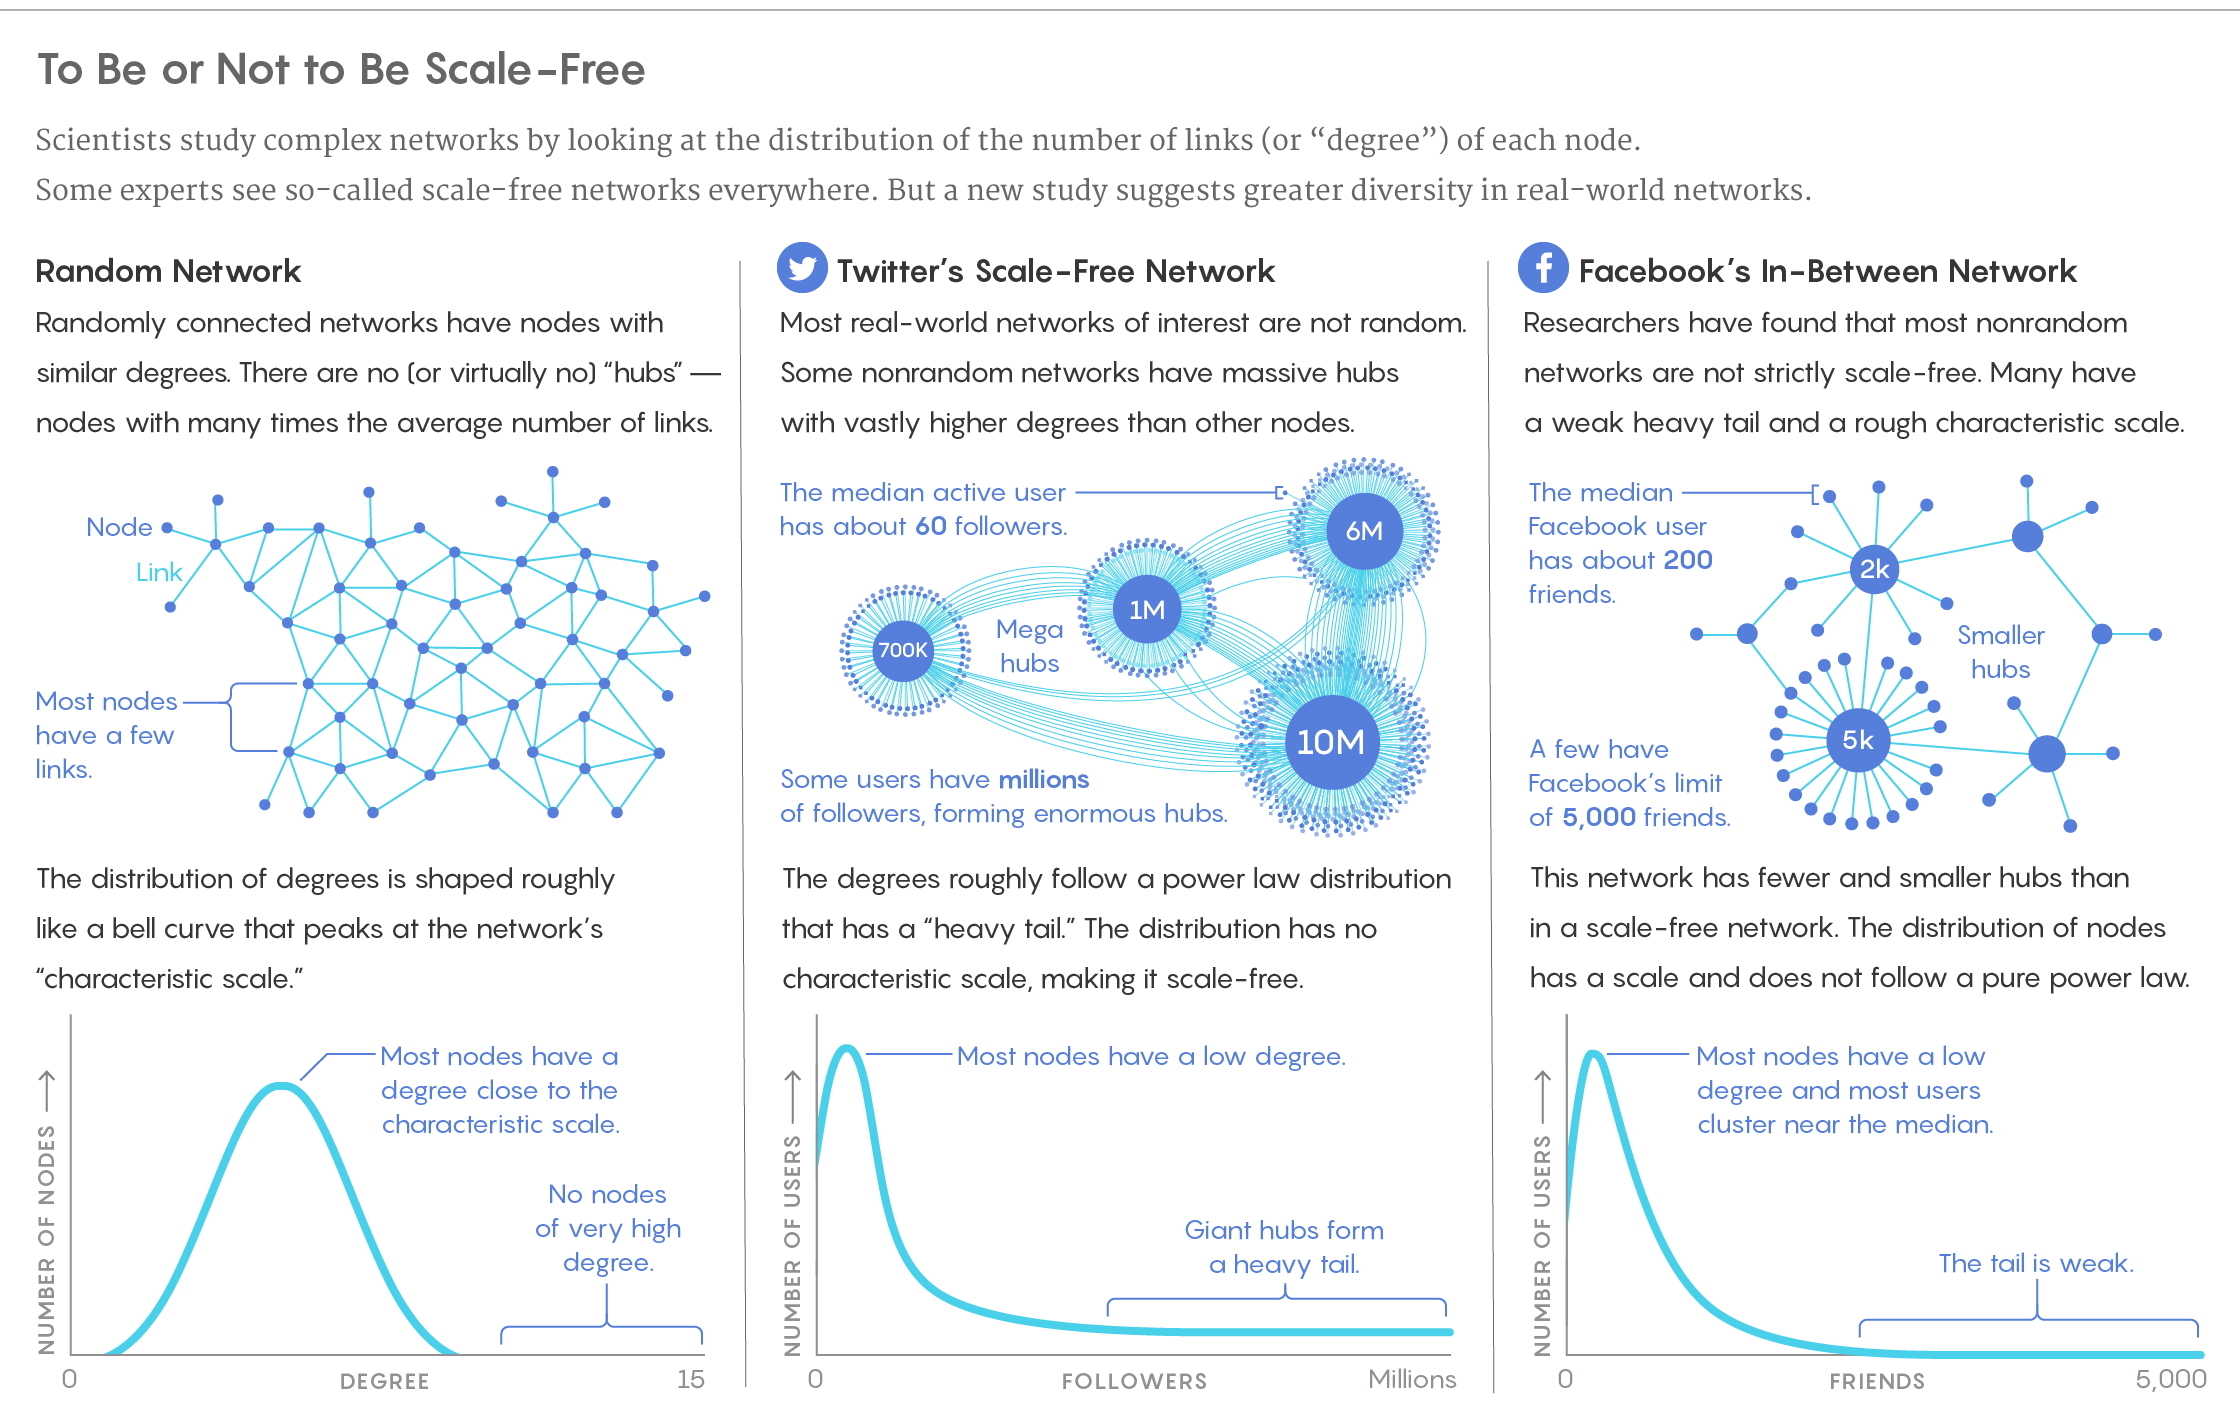 To Be or Not to Be Scale-Free
Scientists study complex networks by looking at the distribution of the number of links (or “degree”) of each node.
Some experts see so-called scale-free networks everywhere. But a new study suggests greater diversity in real-world networks.
Random Network
Randomly connected networks have nodes with
similar degrees. There are no (or virtually no) “hubs” —
nodes with many times the average number of links.
Node
Link
Most nodes
have a few
links.
The distribution of degrees is shaped roughly
like a bell curve that peaks at the network’s
“characteristic scale.”
Most nodes have a
degree close to the
characteristic scale.
No nodes
of very high
degree.
NUMBER OF NODES
0
DEGREE
15
Twitter’s Scale-Free Network
Most real-world networks of interest are not random.
Some nonrandom networks have massive hubs
with vastly higher degrees than other nodes.
The median active user
has about 60 followers.
6M
1M
700K
Mega
hubs
10M
Some users have millions
of followers, forming enormous hubs.
The degrees roughly follow a power law distribution
that has a “heavy tail.” The distribution has no
characteristic scale, making it scale-free.
Most nodes have a low degree.
Giant hubs form
a heavy tail.
NUMBER OF USERS
0
FOLLOWERS
Millions
Facebook’s In-Between Network
Researchers have found that most nonrandom
networks are not strictly scale-free. Many have
a weak heavy tail and a rough characteristic scale.
The median
Facebook user
has about 200
friends.
2k
Smaller
hubs
5k
A few have
Facebook’s limit
of 5,000 friends.
This network has fewer and smaller hubs than
in a scale-free network. The distribution of nodes
has a scale and does not follow a pure power law.
Most nodes have a low
degree and most users
cluster near the median.
The tail is weak.
NUMBER OF USERS
0
FRIENDS
5,000